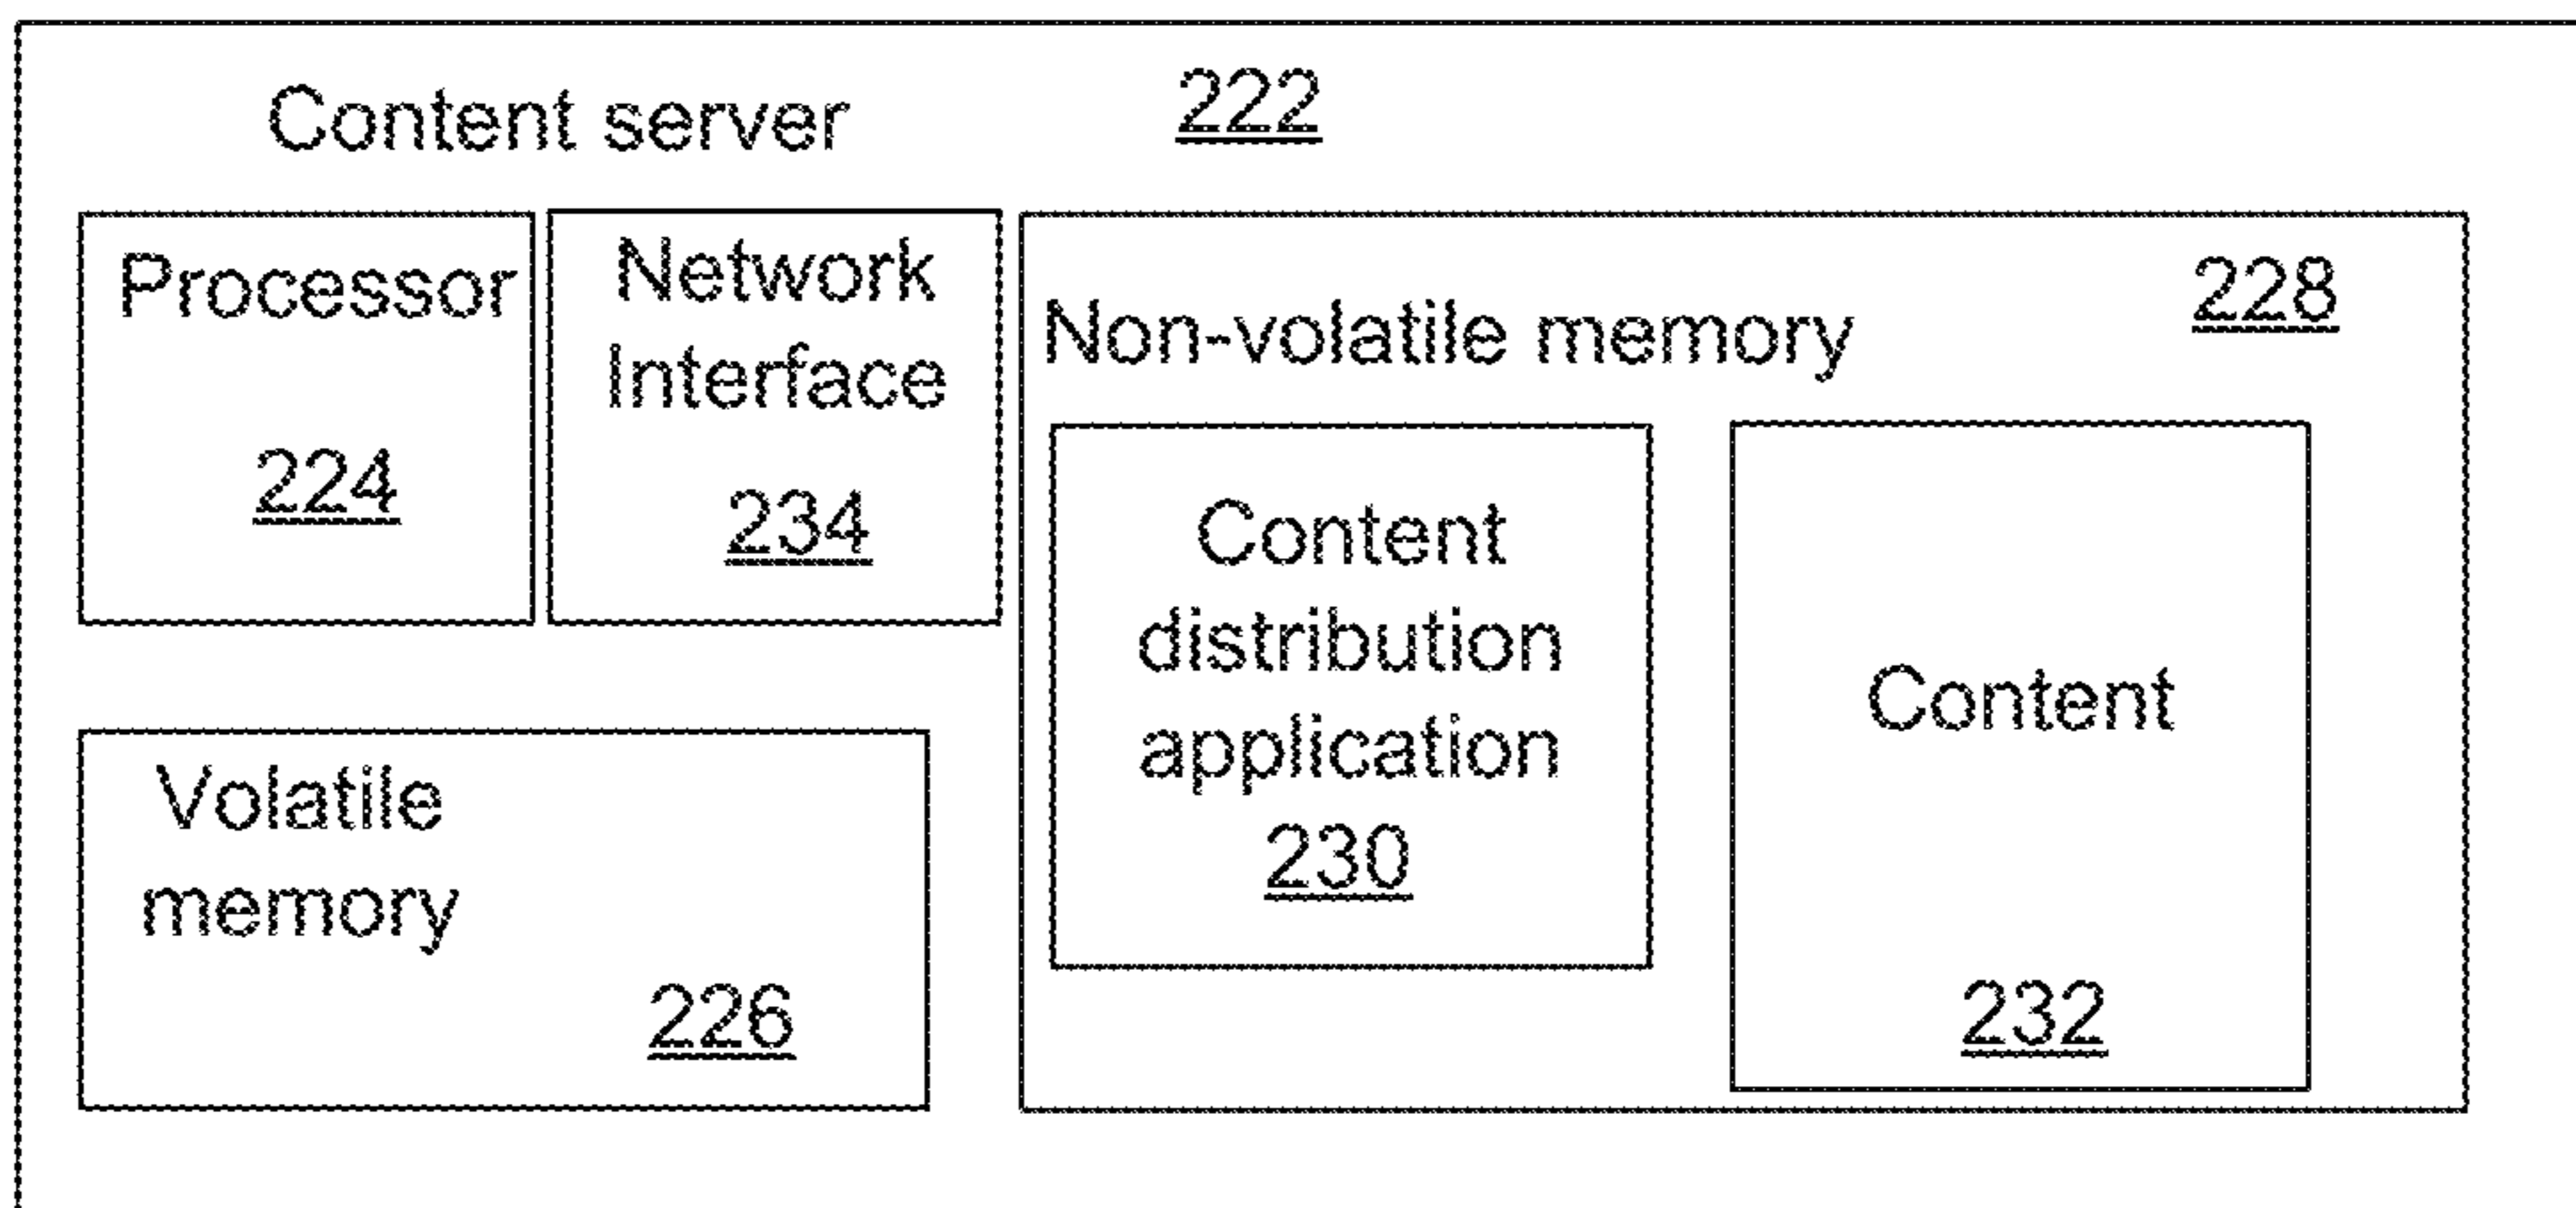 Content server 222
Processor
224
Network
Interface
234
Non-volatile memory 228
Content
distribution
application
230
Content
232
Volatile
memory
226